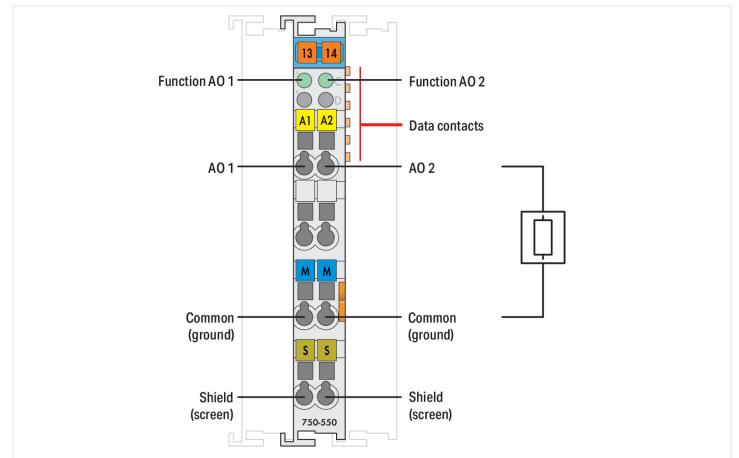 13 14
Function AO 1
Function AO 2
C
D
Data contacts
A1 A2
AO 1
AO 2
M M
Common
(ground)
Common
(ground)
S S
Shield
(screen)
Shield
(screen)
750-550